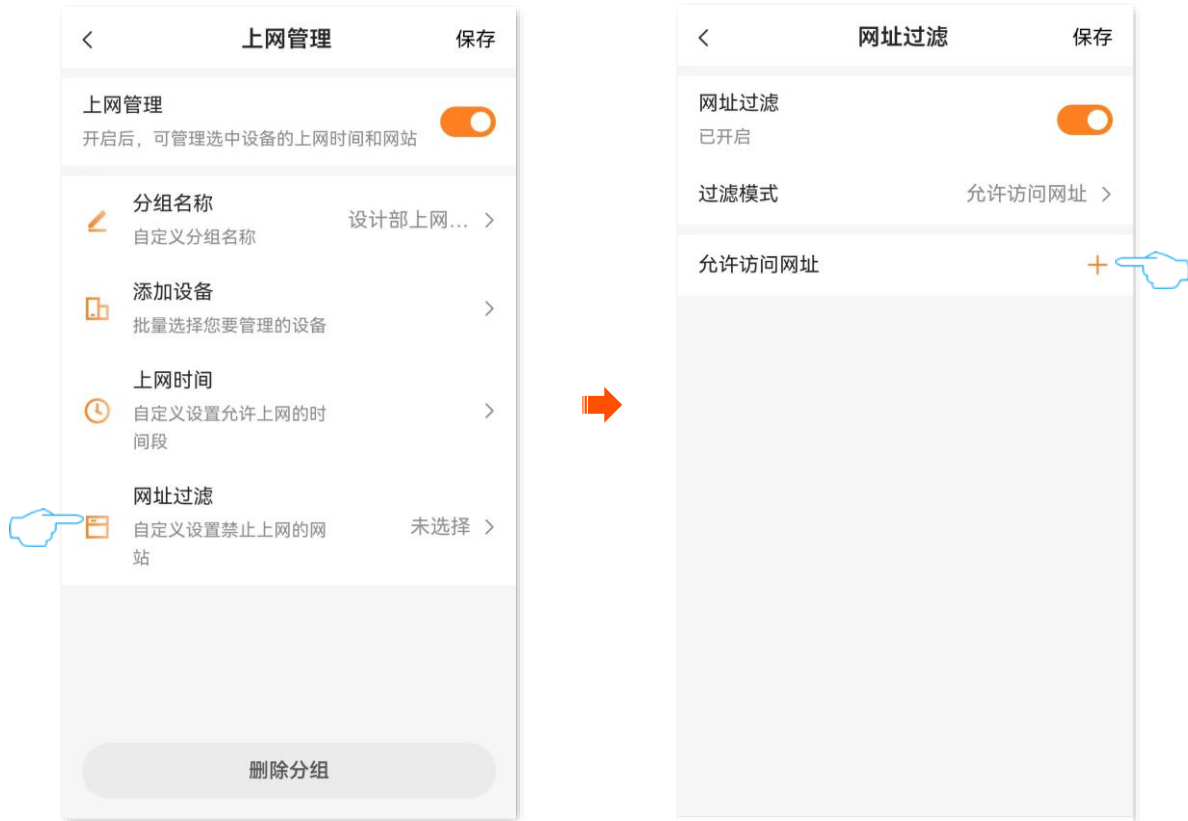 上网管理
保存
上网管理
开启后，可管理选中设备的上网时间和网站
分组名称
自定义分组名称
设计部上网...
添加设备
批量选择您要管理的设备
上网时间
自定义设置允许上网的时
间段
网址过滤
自定义设置禁止上网的网
站
未选择
删除分组
网址过滤
保存
网址过滤
已开启
过滤模式
允许访问网址
允许访问网址